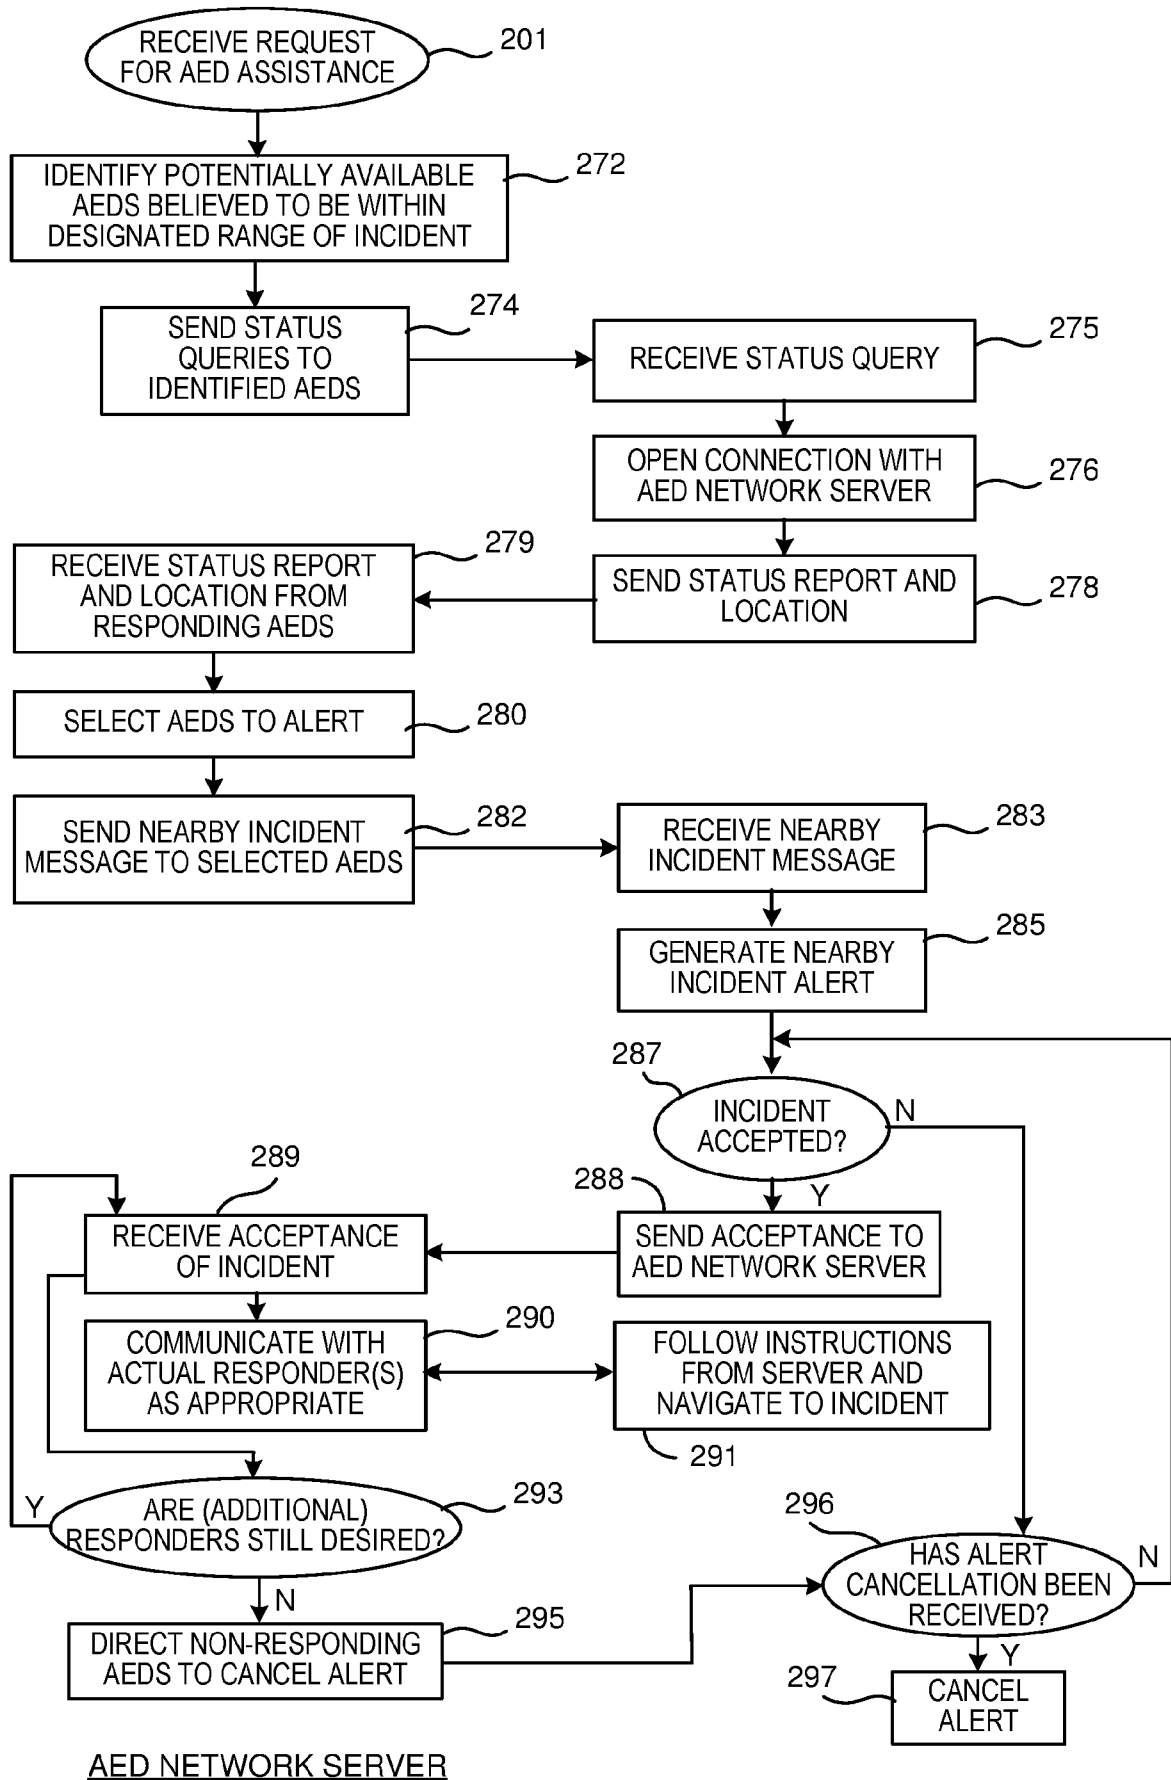 RECEIVE REQUEST
FOR AED ASSISTANCE
201
IDENTIFY POTENTIALLY AVAILABLE
AEDS BELIEVED TO BE WITHIN
DESIGNATED RANGE OF INCIDENT
272
SEND STATUS
QUERIES TO
IDENTIFIED AEDS
274
RECEIVE STATUS QUERY
275
OPEN CONNECTION WITH
AED NETWORK SERVER
276
SEND STATUS REPORT AND
LOCATION
278
RECEIVE STATUS REPORT
AND LOCATION FROM
RESPONDING AEDS
279
SELECT AEDS TO ALERT
280
SEND NEARBY INCIDENT
MESSAGE TO SELECTED AEDS
282
RECEIVE NEARBY
INCIDENT MESSAGE
283
GENERATE NEARBY
INCIDENT ALERT
285
287
INCIDENT
ACCEPTED?
N
Y
288
SEND ACCEPTANCE TO
AED NETWORK SERVER
289
RECEIVE ACCEPTANCE
OF INCIDENT
COMMUNICATE WITH
ACTUAL RESPONDER(S)
AS APPROPRIATE
290
FOLLOW INSTRUCTIONS
FROM SERVER AND
NAVIGATE TO INCIDENT
291
Y
ARE (ADDITIONAL)
RESPONDERS STILL DESIRED?
293
N
DIRECT NON-RESPONDING
AEDS TO CANCEL ALERT
295
296
HAS ALERT
CANCELLATION BEEN
RECEIVED?
N
Y
297
CANCEL
ALERT
AED NETWORK SERVER